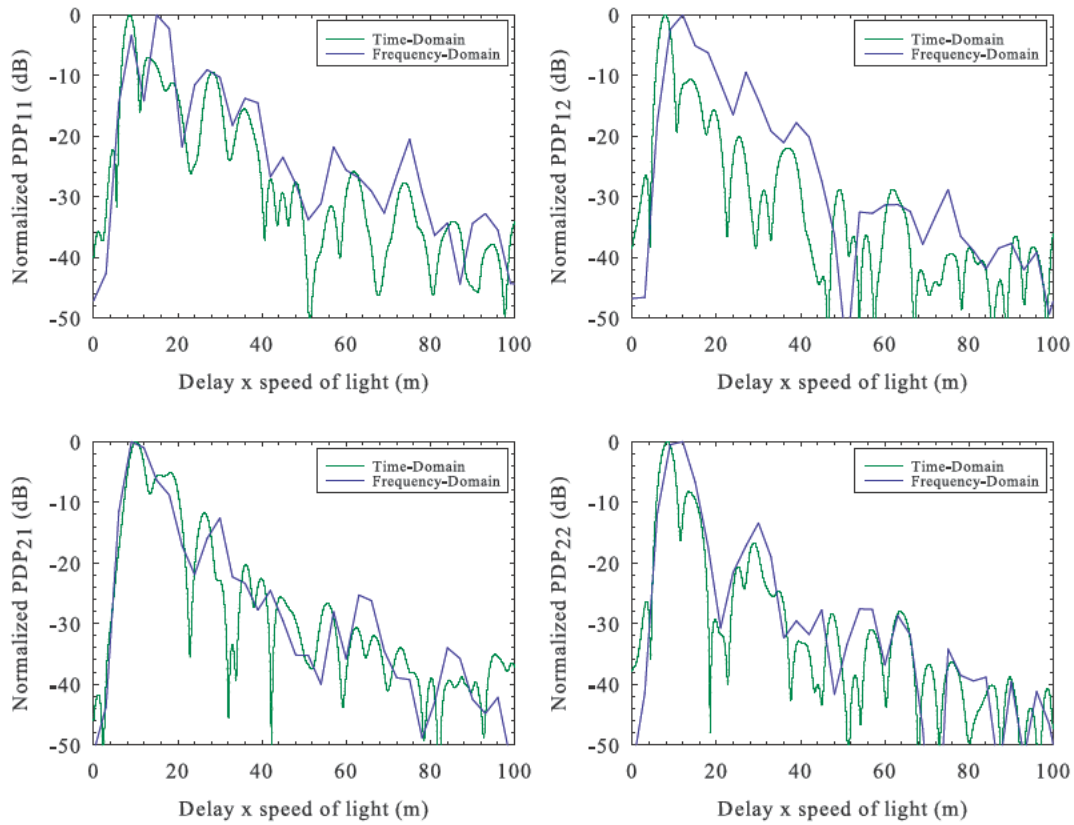 0
-10
-20
-30
-40
-50
Normalized PDP11 (dB)
Time-Domain
Frequency-Domain
0 20 40 60 80 100
Delay x speed of light (m)
0
-10
-20
-30
-40
-50
Normalized PDP12 (dB)
Time-Domain
Frequency-Domain
0 20 40 60 80 100
Delay x speed of light (m)
0
-10
-20
-30
-40
-50
Normalized PDP21 (dB)
Time-Domain
Frequency-Domain
0 20 40 60 80 100
Delay x speed of light (m)
0
-10
-20
-30
-40
-50
Normalized PDP22 (dB)
Time-Domain
Frequency-Domain
0 20 40 60 80 100
Delay x speed of light (m)